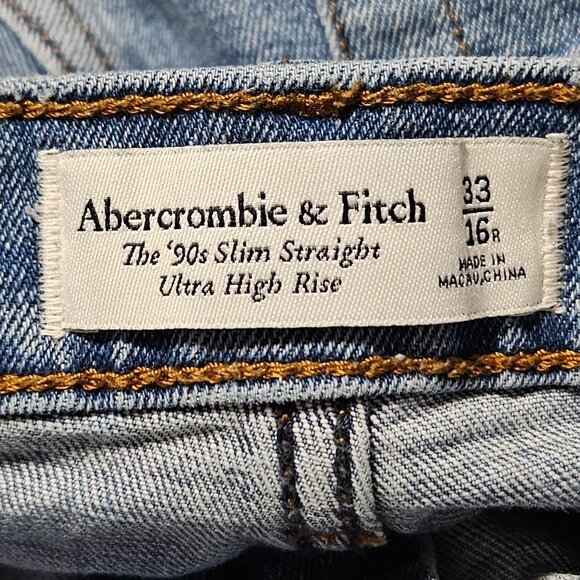 Abercrombie & Fitch
The '90s Slim Straight
Ultra High Rise
33
16R
MADE IN
MACAU, CHINA